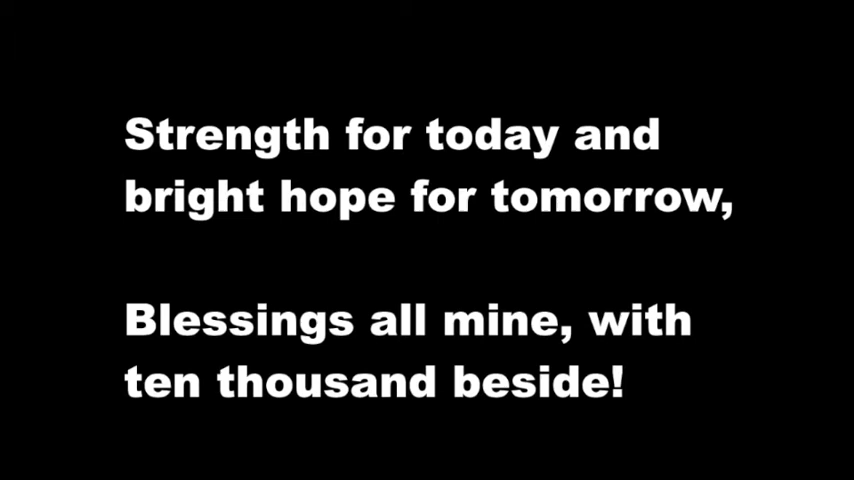 Strength for today and
bright hope for tomorrow,
Blessings all mine, with
ten thousand beside!